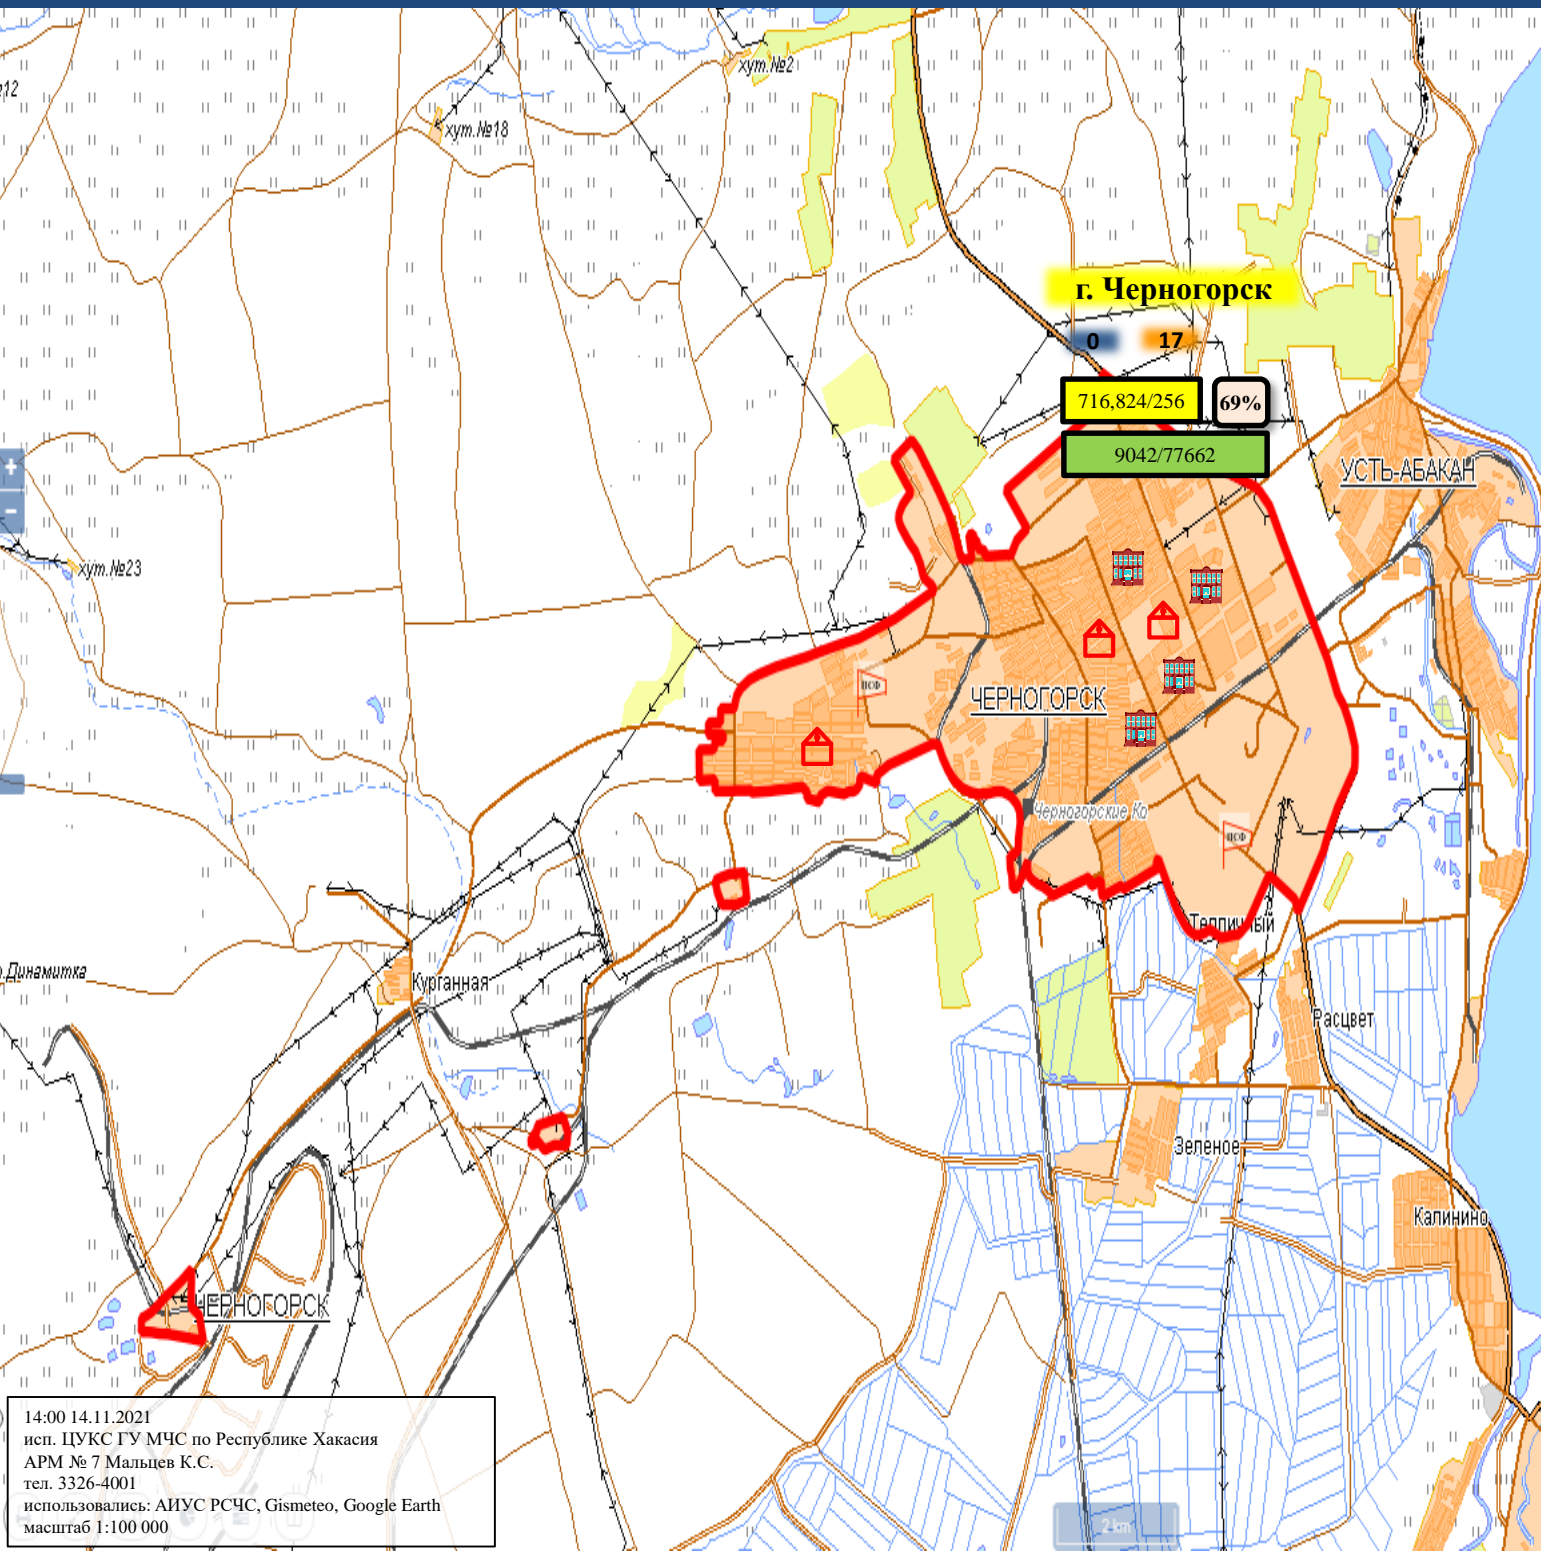 №12
хут.№2
хут.№18
г. Черногорск
0 17
716,824/256 69%
9042/77662
УСТЬ-АБАКАН
+
-
хут.№23
ПОФ
ЧЕРНОГОРСК
Черногорские Ко
ПОФ
Тепличный
Динамитка
Курганная
Расцвет
Зеленое
Калинино
ЧЕРНОГОРСК
14:00 14.11.2021
исп. ЦУКС ГУ МЧС по Республике Хакасия
АРМ № 7 Мальцев К.С.
тел. 3326-4001
использовались: АИУС РСЧС, Gismeteo, Google Earth
масштаб 1:100 000
2 km